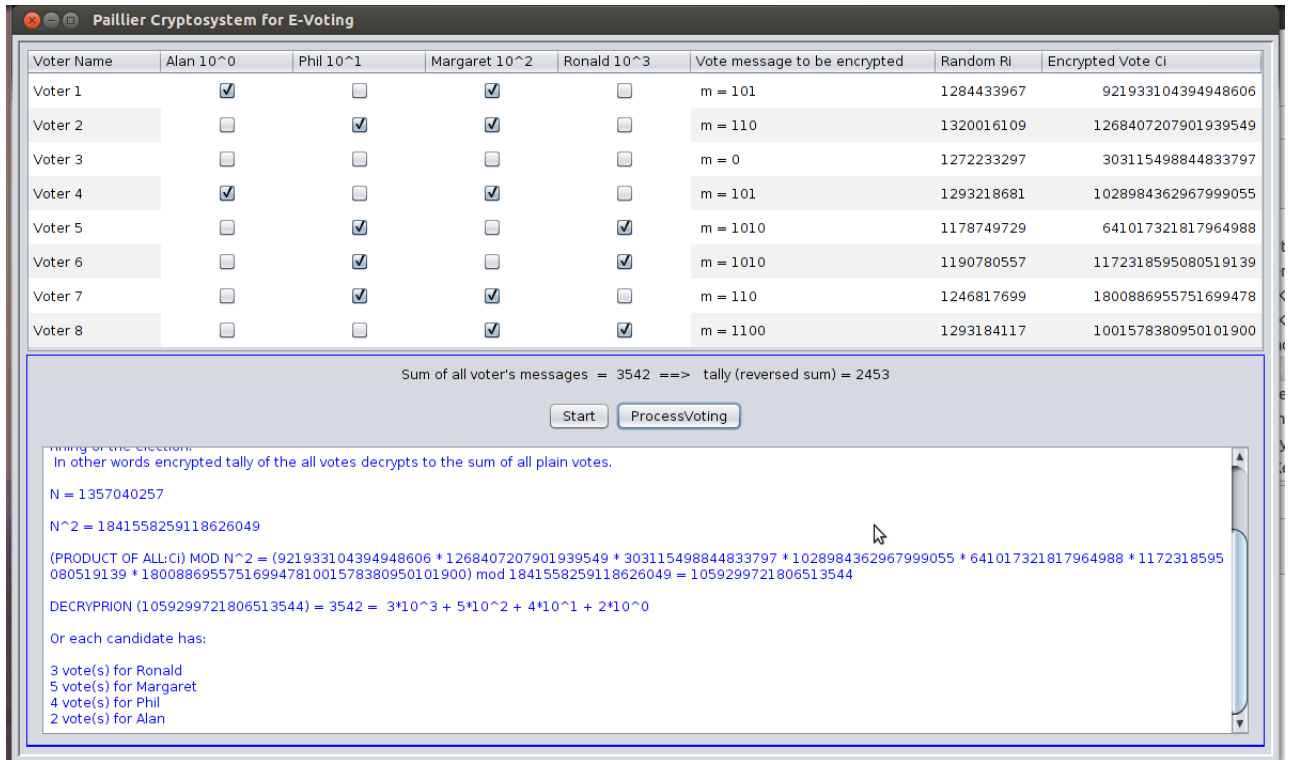 Paillier Cryptosystem for E-Voting
Voter Name Alan 10^0 Phil 10^1 Margaret 10^2 Ronald 10^3 Vote message to be encrypted Random Ri Encrypted Vote Ci
Voter 1 m = 101 1284433967 921933104394948606
Voter 2 m = 110 1320016109 1268407207901939549
Voter 3 m = 0 1272233297 303115498844833797
Voter 4 m = 101 1293218681 1028984362967999055
Voter 5 m = 1010 1178749729 641017321817964988
Voter 6 m = 1010 1190780557 1172318595080519139
Voter 7 m = 110 1246817699 1800886955751699478
Voter 8 m = 1100 1293184117 1001578380950101900
Sum of all voter's messages = 3542 ==> tally (reversed sum) = 2453
Start ProcessVoting
nning of the election.
In other words encrypted tally of the all votes decrypts to the sum of all plain votes.
N = 1357040257
N^2 = 1841558259118626049
(PRODUCT OF ALL:Ci) MOD N^2 = (921933104394948606 * 1268407207901939549 * 303115498844833797 * 1028984362967999055 * 641017321817964988 * 1172318595
080519139 * 18008869557516994781001578380950101900) mod 1841558259118626049 = 1059299721806513544
DECRYPRION (1059299721806513544) = 3542 = 3*10^3 + 5*10^2 + 4*10^1 + 2*10^0
Or each candidate has:
3 vote(s) for Ronald
5 vote(s) for Margaret
4 vote(s) for Phil
2 vote(s) for Alan